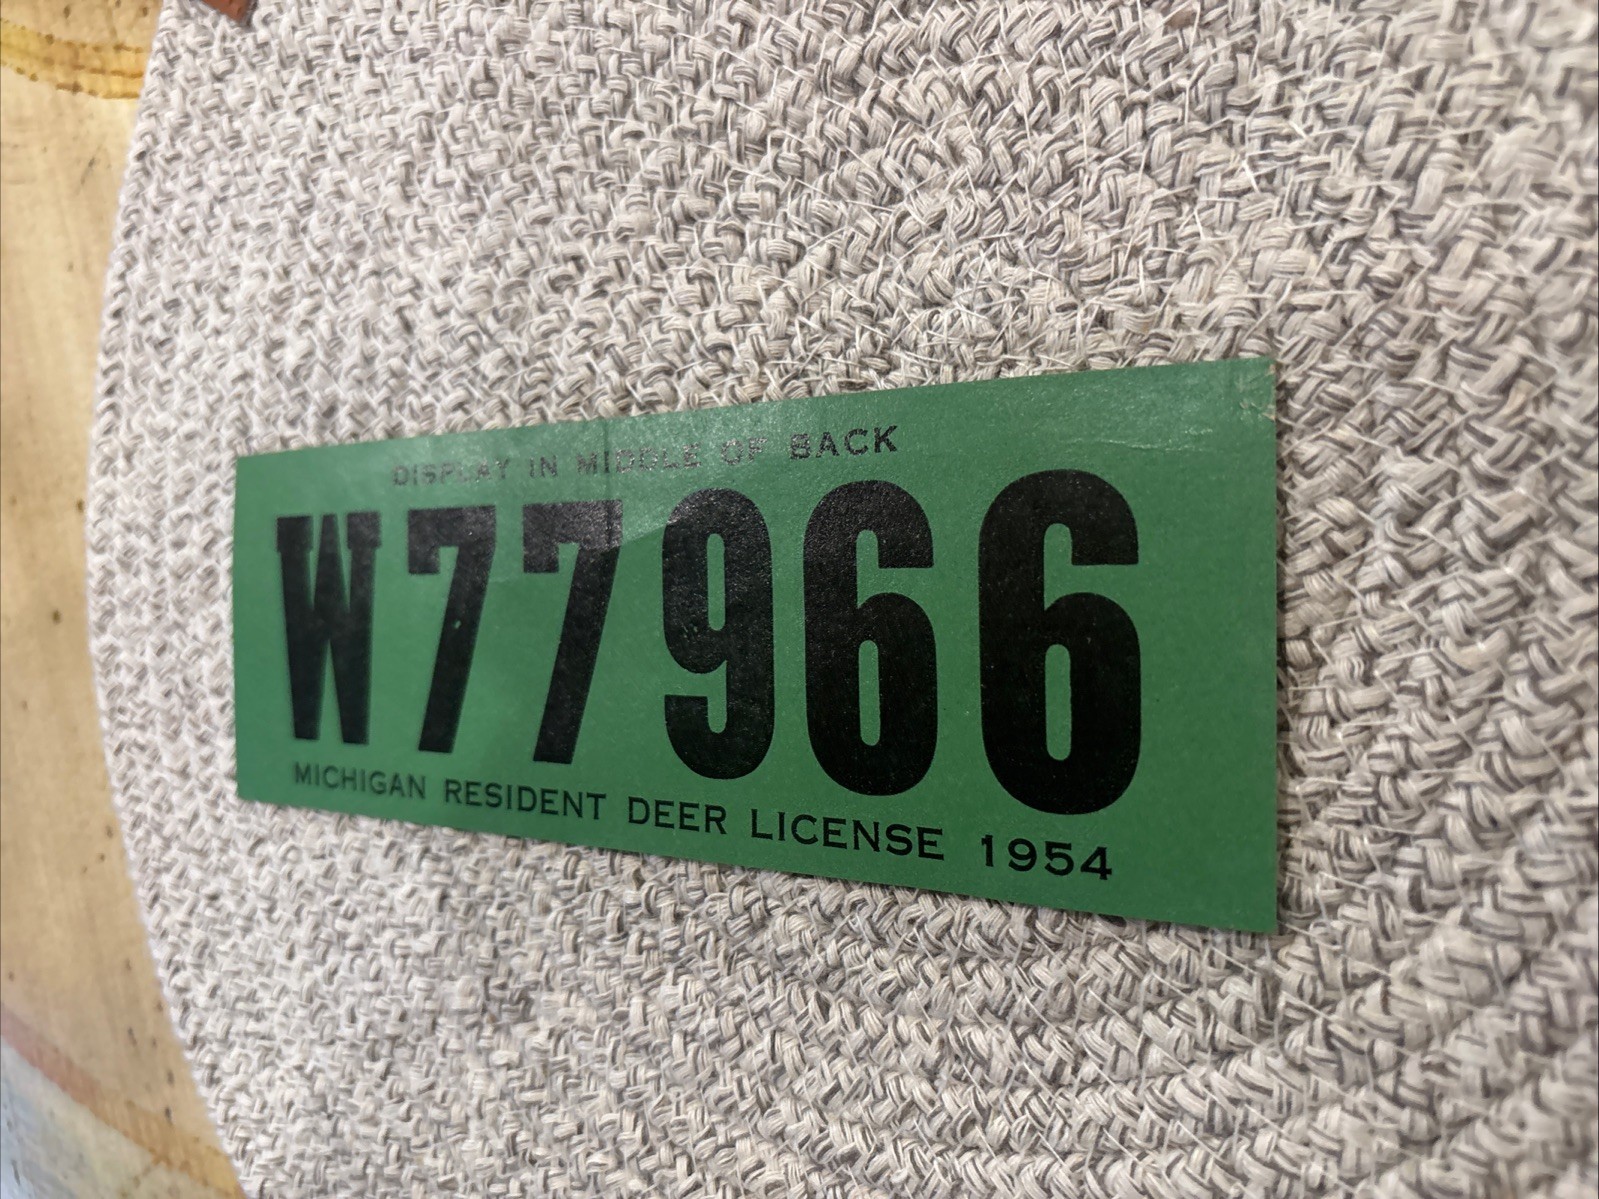 DISPLAY IN MIDDLE OF BACK
W77966
MICHIGAN RESIDENT DEER LICENSE 1954